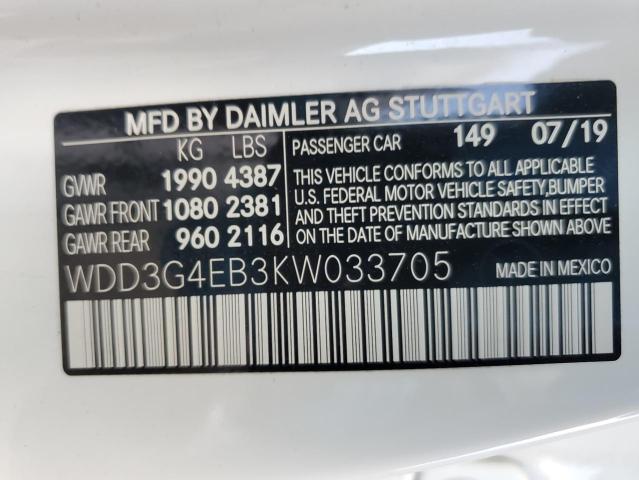 MFD BY DAIMLER AG STUTTGART
KG LBS
GVWR 1990 4387
GAWR FRONT 1080 2381
GAWR REAR 960 2116
PASSENGER CAR 149 07/19
THIS VEHICLE CONFORMS TO ALL APPLICABLE
U.S. FEDERAL MOTOR VEHICLE SAFETY,BUMPER
AND THEFT PREVENTION STANDARDS IN EFFECT
ON THE DATE OF MANUFACTURE SHOWN ABOVE
WDD3G4EB3KW033705 MADE IN MEXICO